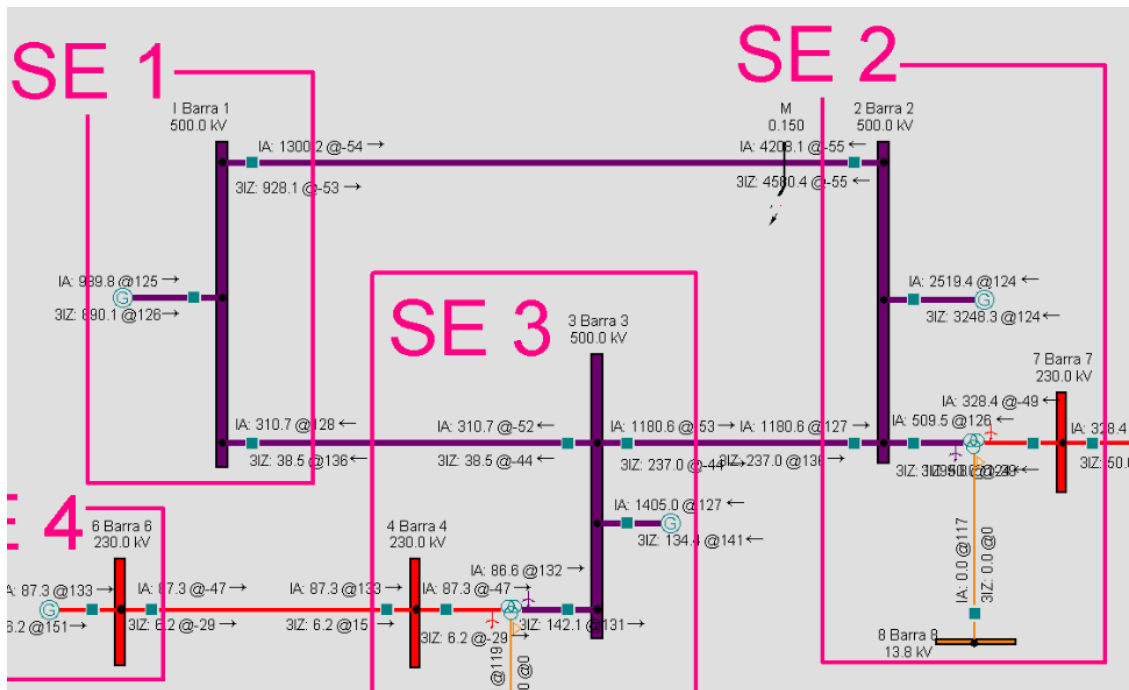 SE 1
SE 2
1 Barra 1
500.0 kV
M
0.150
2 Barra 2
500.0 kV
IA: 1300.2 @-54 →
IA: 4208.1 @-55 ←
3IZ: 928.1 @-53 →
3IZ: 4580.4 @-55 ←
IA: 989.8 @125 →
G
3IZ: 890.1 @126 →
IA: 2519.4 @124 ←
G
3IZ: 3248.3 @124 ←
SE 3
3 Barra 3
500.0 kV
7 Barra 7
230.0 kV
IA: 328.4 @-49 ←
IA: 310.7 @128 ←
IA: 310.7 @-52 ←
IA: 1180.6 @-53 →
IA: 1180.6 @127 →
IA: 509.5 @126 ←
IA: 328.4
3IZ: 38.5 @136 ←
3IZ: 38.5 @-44 ←
3IZ: 237.0 @-44 →
3IZ: 237.0 @136 →
3IZ: 50.
IA: 1405.0 @127 ←
G
3IZ: 134.4 @141 ←
E 4
6 Barra 6
230.0 kV
4 Barra 4
230.0 kV
IA: 86.6 @132 →
A: 87.3 @133 →
IA: 87.3 @-47 →
IA: 87.3 @133 →
IA: 87.3 @-47 →
G
6.2 @151 →
3IZ: 6.2 @-29 →
3IZ: 6.2 @15
3IZ: 6.2 @-29 →
3IZ: 142.1 @131 →
@119
0 @0
IA: 0.0 @117
3IZ: 0.0 @0
8 Barra 8
13.8 kV